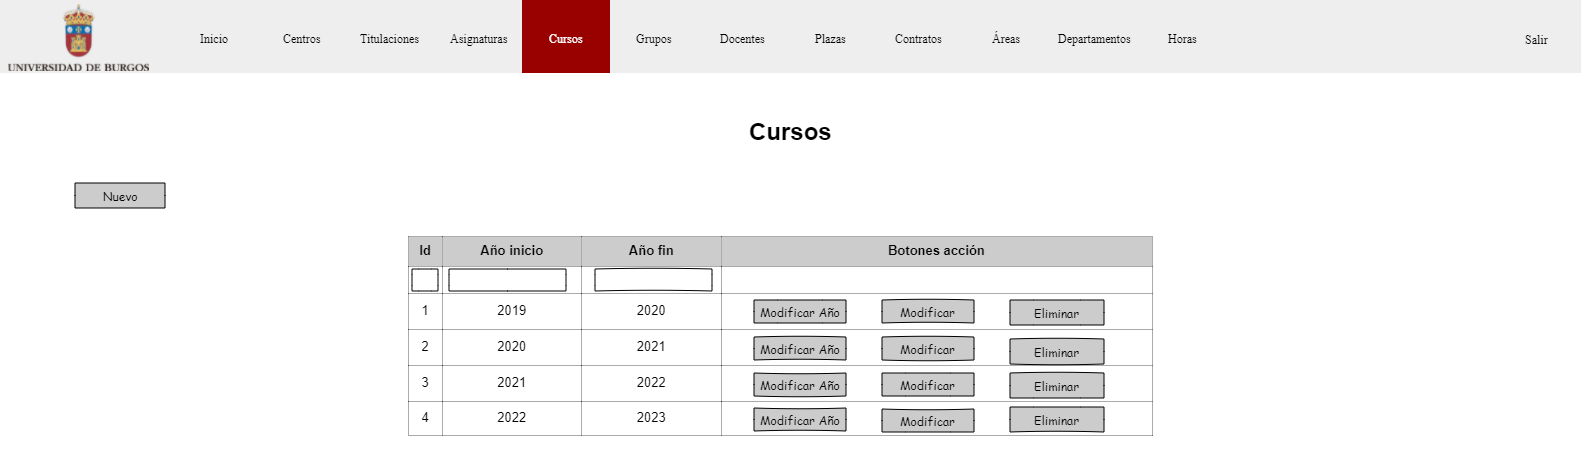 UNIVERSIDAD DE BURGOS
Inicio Centros Titulaciones Asignaturas Cursos Grupos Docentes Plazas Contratos Áreas Departamentos Horas Salir
Cursos
Nuevo
Id Año inicio Año fin Botones acción
1 2019 2020 Modificar Año Modificar Eliminar
2 2020 2021 Modificar Año Modificar Eliminar
3 2021 2022 Modificar Año Modificar Eliminar
4 2022 2023 Modificar Año Modificar Eliminar